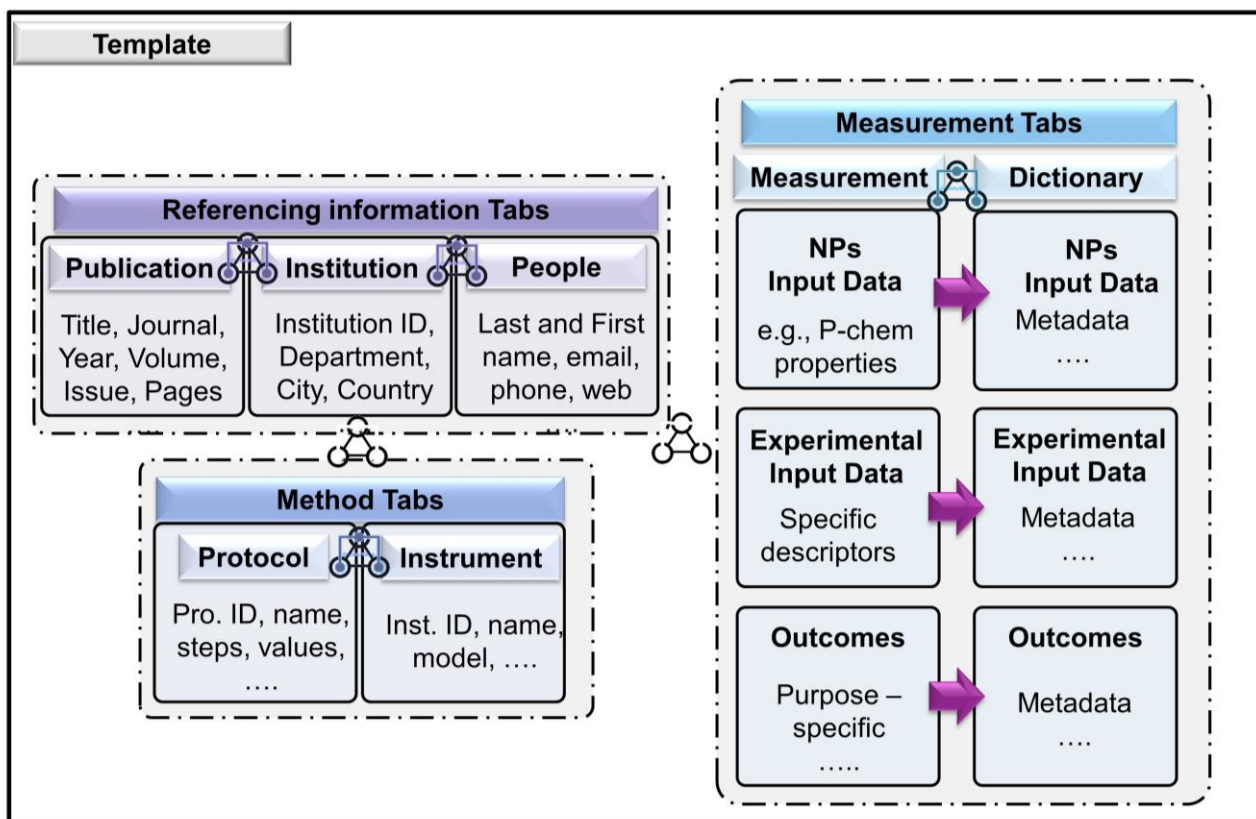 Template
Referencing information Tabs
Publication
Title, Journal,
Year, Volume,
Issue, Pages
....
Institution
Institution ID,
Department,
City, Country
People
Last and First
name, email,
phone, web
....
Method Tabs
Protocol
Pro. ID, name,
steps, values,
....
Instrument
Inst. ID, name,
model, ....
Measurement Tabs
Measurement
Dictionary
NPs
Input Data
e.g., P-chem
properties
NPs
Input Data
Metadata
....
Experimental
Input Data
Specific
descriptors
Experimental
Input Data
Metadata
....
Outcomes
Purpose –
specific
.....
Outcomes
Metadata
....